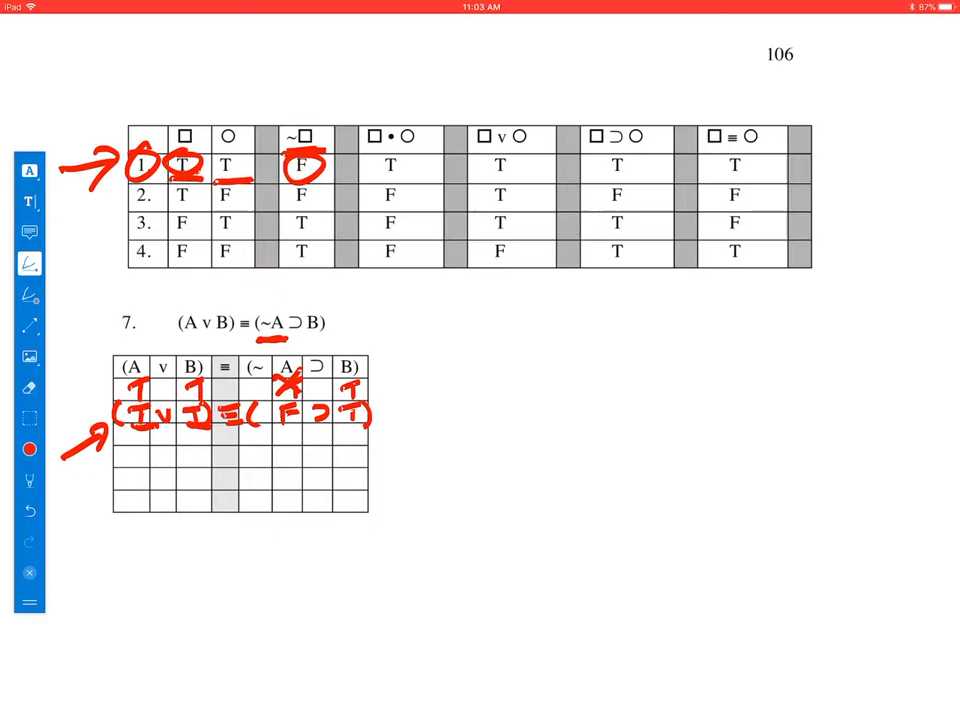 iPad 11:03 AM 87%
106
□ ○ ~□ □ • ○ □ v ○ □ ⊃ ○ □ ≡ ○
1 T T F T T T T
2. T F F F T F F
3. F T T F T T F
4. F F T F F T T
7. (A v B) ≡ (~A ⊃ B)
(A v B) ≡ (~ A ⊃ B)
T T T
(T v T) ≡ ( F ⊃ T)
A
T